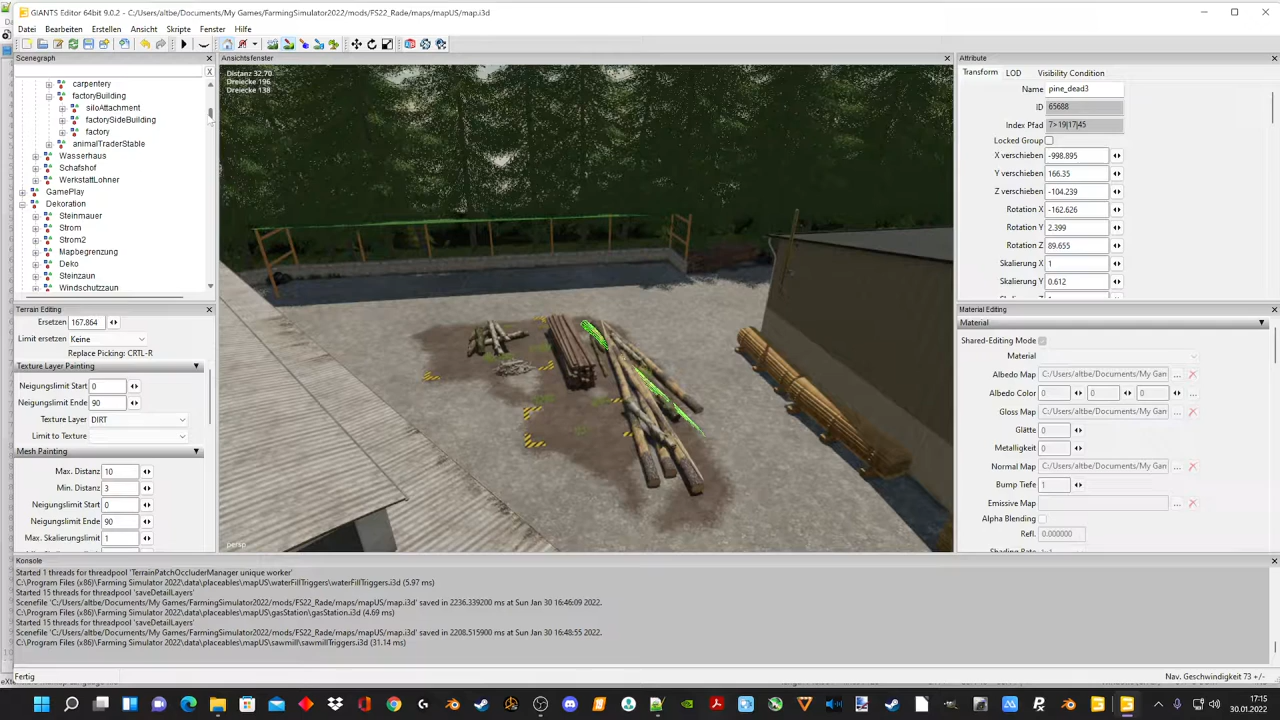 GIANTS Editor 64bit 9.0.2 - C:/Users/altbe/Documents/My Games/FarmingSimulator2022/mods/FS22_Rade/maps/mapUS/map.i3d
Datei Bearbeiten Erstellen Ansicht Skripte Fenster Hilfe
Scenegraph
X
carpentery
factoryBuilding
siloAttachment
factorySideBuilding
factory
animalTraderStable
Wasserhaus
Schafshof
WerkstattLohner
GamePlay
Dekoration
Steinmauer
Strom
Strom2
Mapbegrenzung
Deko
Steinzaun
Windschutzzaun
Terrain Editing
Ersetzen 167.864
Limit ersetzen Keine
Replace Picking: CRTL-R
Texture Layer Painting
Neigungslimit Start 0
Neigungslimit Ende 90
Texture Layer DIRT
Limit to Texture
Mesh Painting
Max. Distanz 10
Min. Distanz 3
Neigungslimit Start 0
Neigungslimit Ende 90
Max. Skalierungslimit 1
Ansichtsfenster
Distanz 32.70
Dreiecke 196
Dreiecke 138
persp
Attribute
Transform LOD Visibility Condition
Name pine_dead3
ID 65688
Index Pfad 7>19|17|45
Locked Group
X verschieben -998.895
Y verschieben 166.35
Z verschieben -104.239
Rotation X -162.626
Rotation Y 2.399
Rotation Z 89.655
Skalierung X 1
Skalierung Y 0.612
Material Editing
Material
Shared-Editing Mode
Material
Albedo Map C:/Users/altbe/Documents/My Gan ...
Albedo Color 0 0 0 ...
Gloss Map C:/Users/altbe/Documents/My Gan ...
Glätte 0
Metalligkeit 0
Normal Map C:/Users/altbe/Documents/My Gan ...
Bump Tiefe 1
Emissive Map ...
Alpha Blending
Refl. 0.000000
Konsole
Started 1 threads for threadpool 'TerrainPatchOccluderManager unique worker'
C:\Program Files (x86)\Farming Simulator 2022\data\placeables\mapUS\waterFillTriggers\waterFillTriggers.i3d (5.97 ms)
Started 15 threads for threadpool 'saveDetailLayers'
Scenefile 'C:/Users/altbe/Documents/My Games/FarmingSimulator2022/mods/FS22_Rade/maps/mapUS/map.i3d' saved in 2236.339200 ms at Sun Jan 30 16:46:09 2022.
C:\Program Files (x86)\Farming Simulator 2022\data\placeables\mapUS\gasStation\gasStation.i3d (4.69 ms)
Started 15 threads for threadpool 'saveDetailLayers'
Scenefile 'C:/Users/altbe/Documents/My Games/FarmingSimulator2022/mods/FS22_Rade/maps/mapUS/map.i3d' saved in 2208.515900 ms at Sun Jan 30 16:48:55 2022.
C:\Program Files (x86)\Farming Simulator 2022\data\placeables\mapUS\sawmill\sawmillTriggers.i3d (31.14 ms)
Fertig
Nav. Geschwindigkeit 73 +/-
17:15
30.01.2022